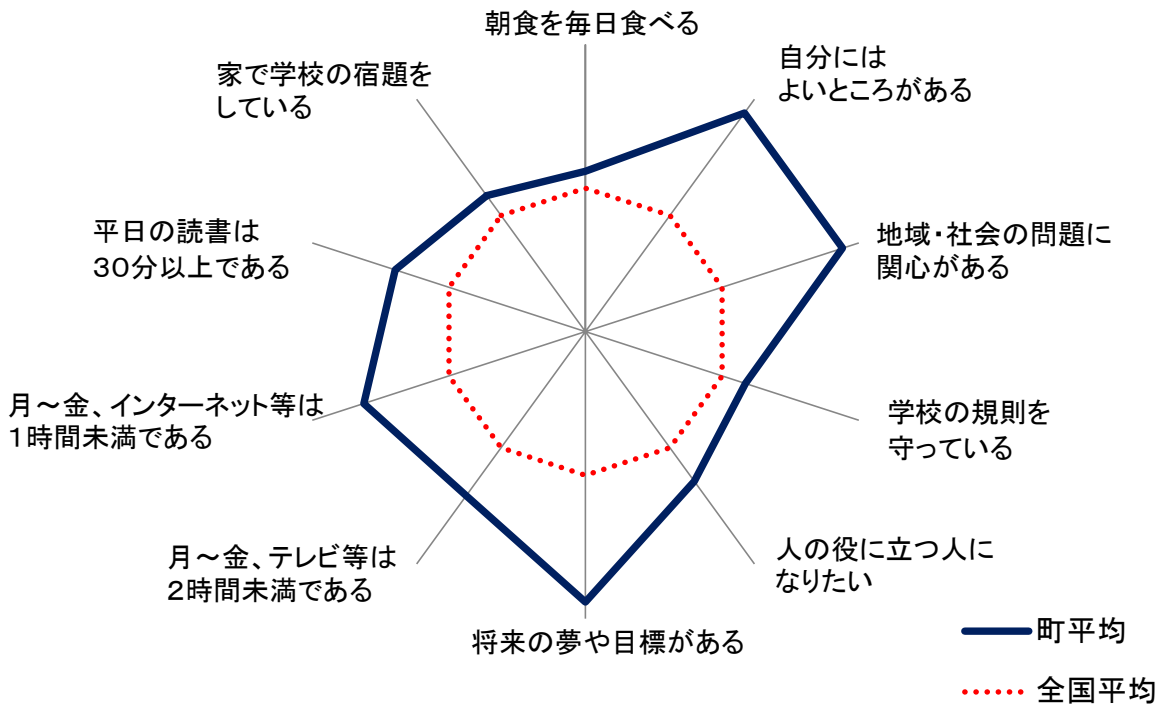 朝食を毎日食べる
自分には
よいところがある
地域・社会の問題に
関心がある
学校の規則を
守っている
人の役に立つ人に
なりたい
将来の夢や目標がある
月～金、テレビ等は
2時間未満である
月～金、インターネット等は
1時間未満である
平日の読書は
30分以上である
家で学校の宿題を
している
町平均
全国平均